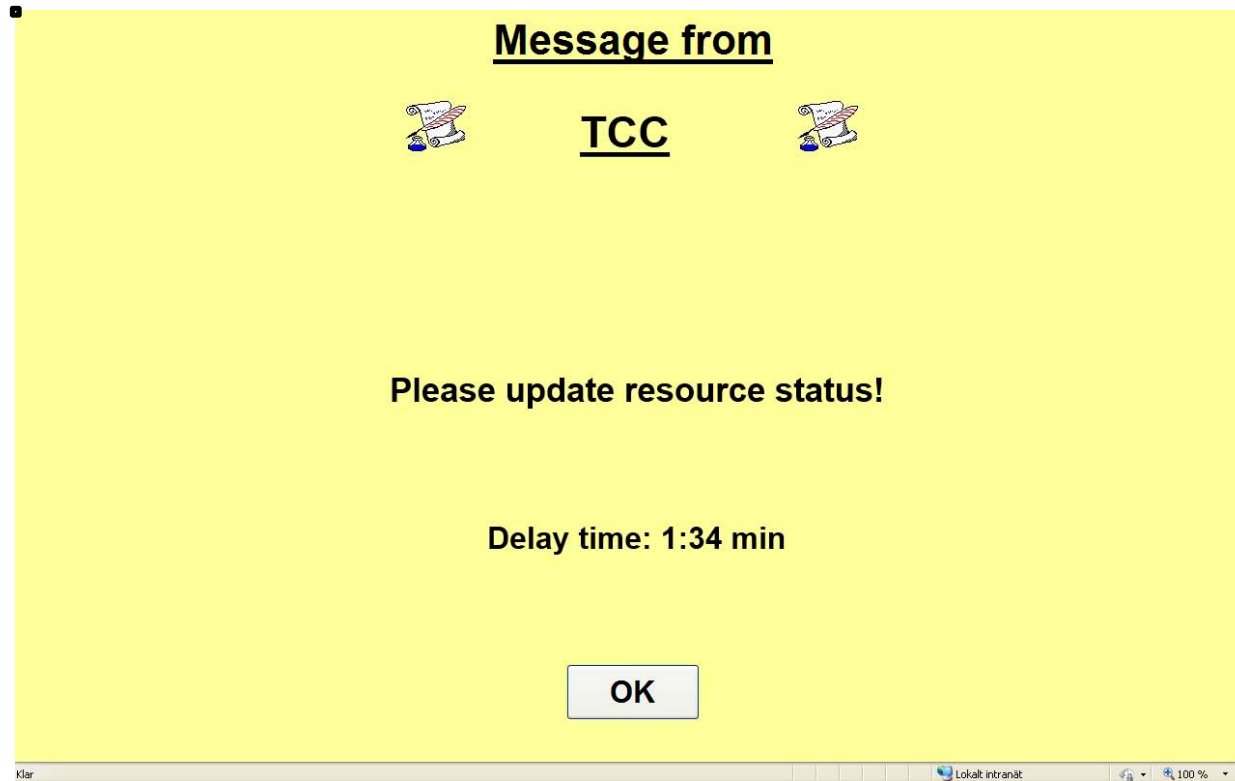 Message from
TCC
Please update resource status!
Delay time: 1:34 min
OK
Klar
Lokalt intranät
100 %